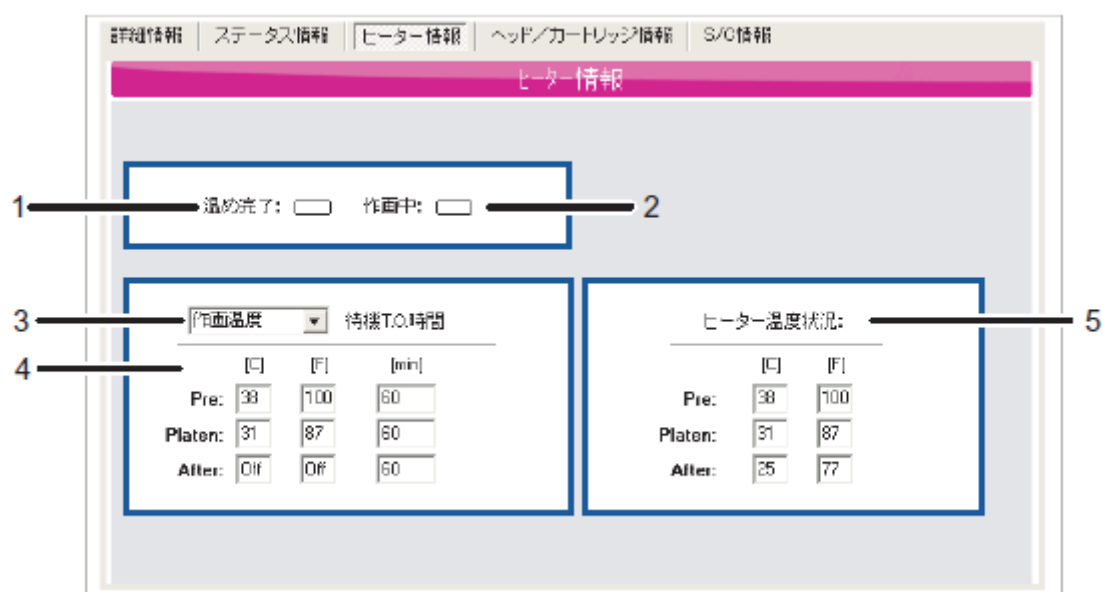 詳細情報 ステータス情報 ヒーター情報 ヘッド／カートリッジ情報 S/C情報
ヒーター情報
1 温め完了: 作画中: 2
3 作画温度 待機T.O.時間 ヒーター温度状況: 5
4 [C] [F] [min] [C] [F]
Pre: 38 100 60 Pre: 38 100
Platen: 31 87 60 Platen: 31 87
After: Off Off 60 After: 25 77